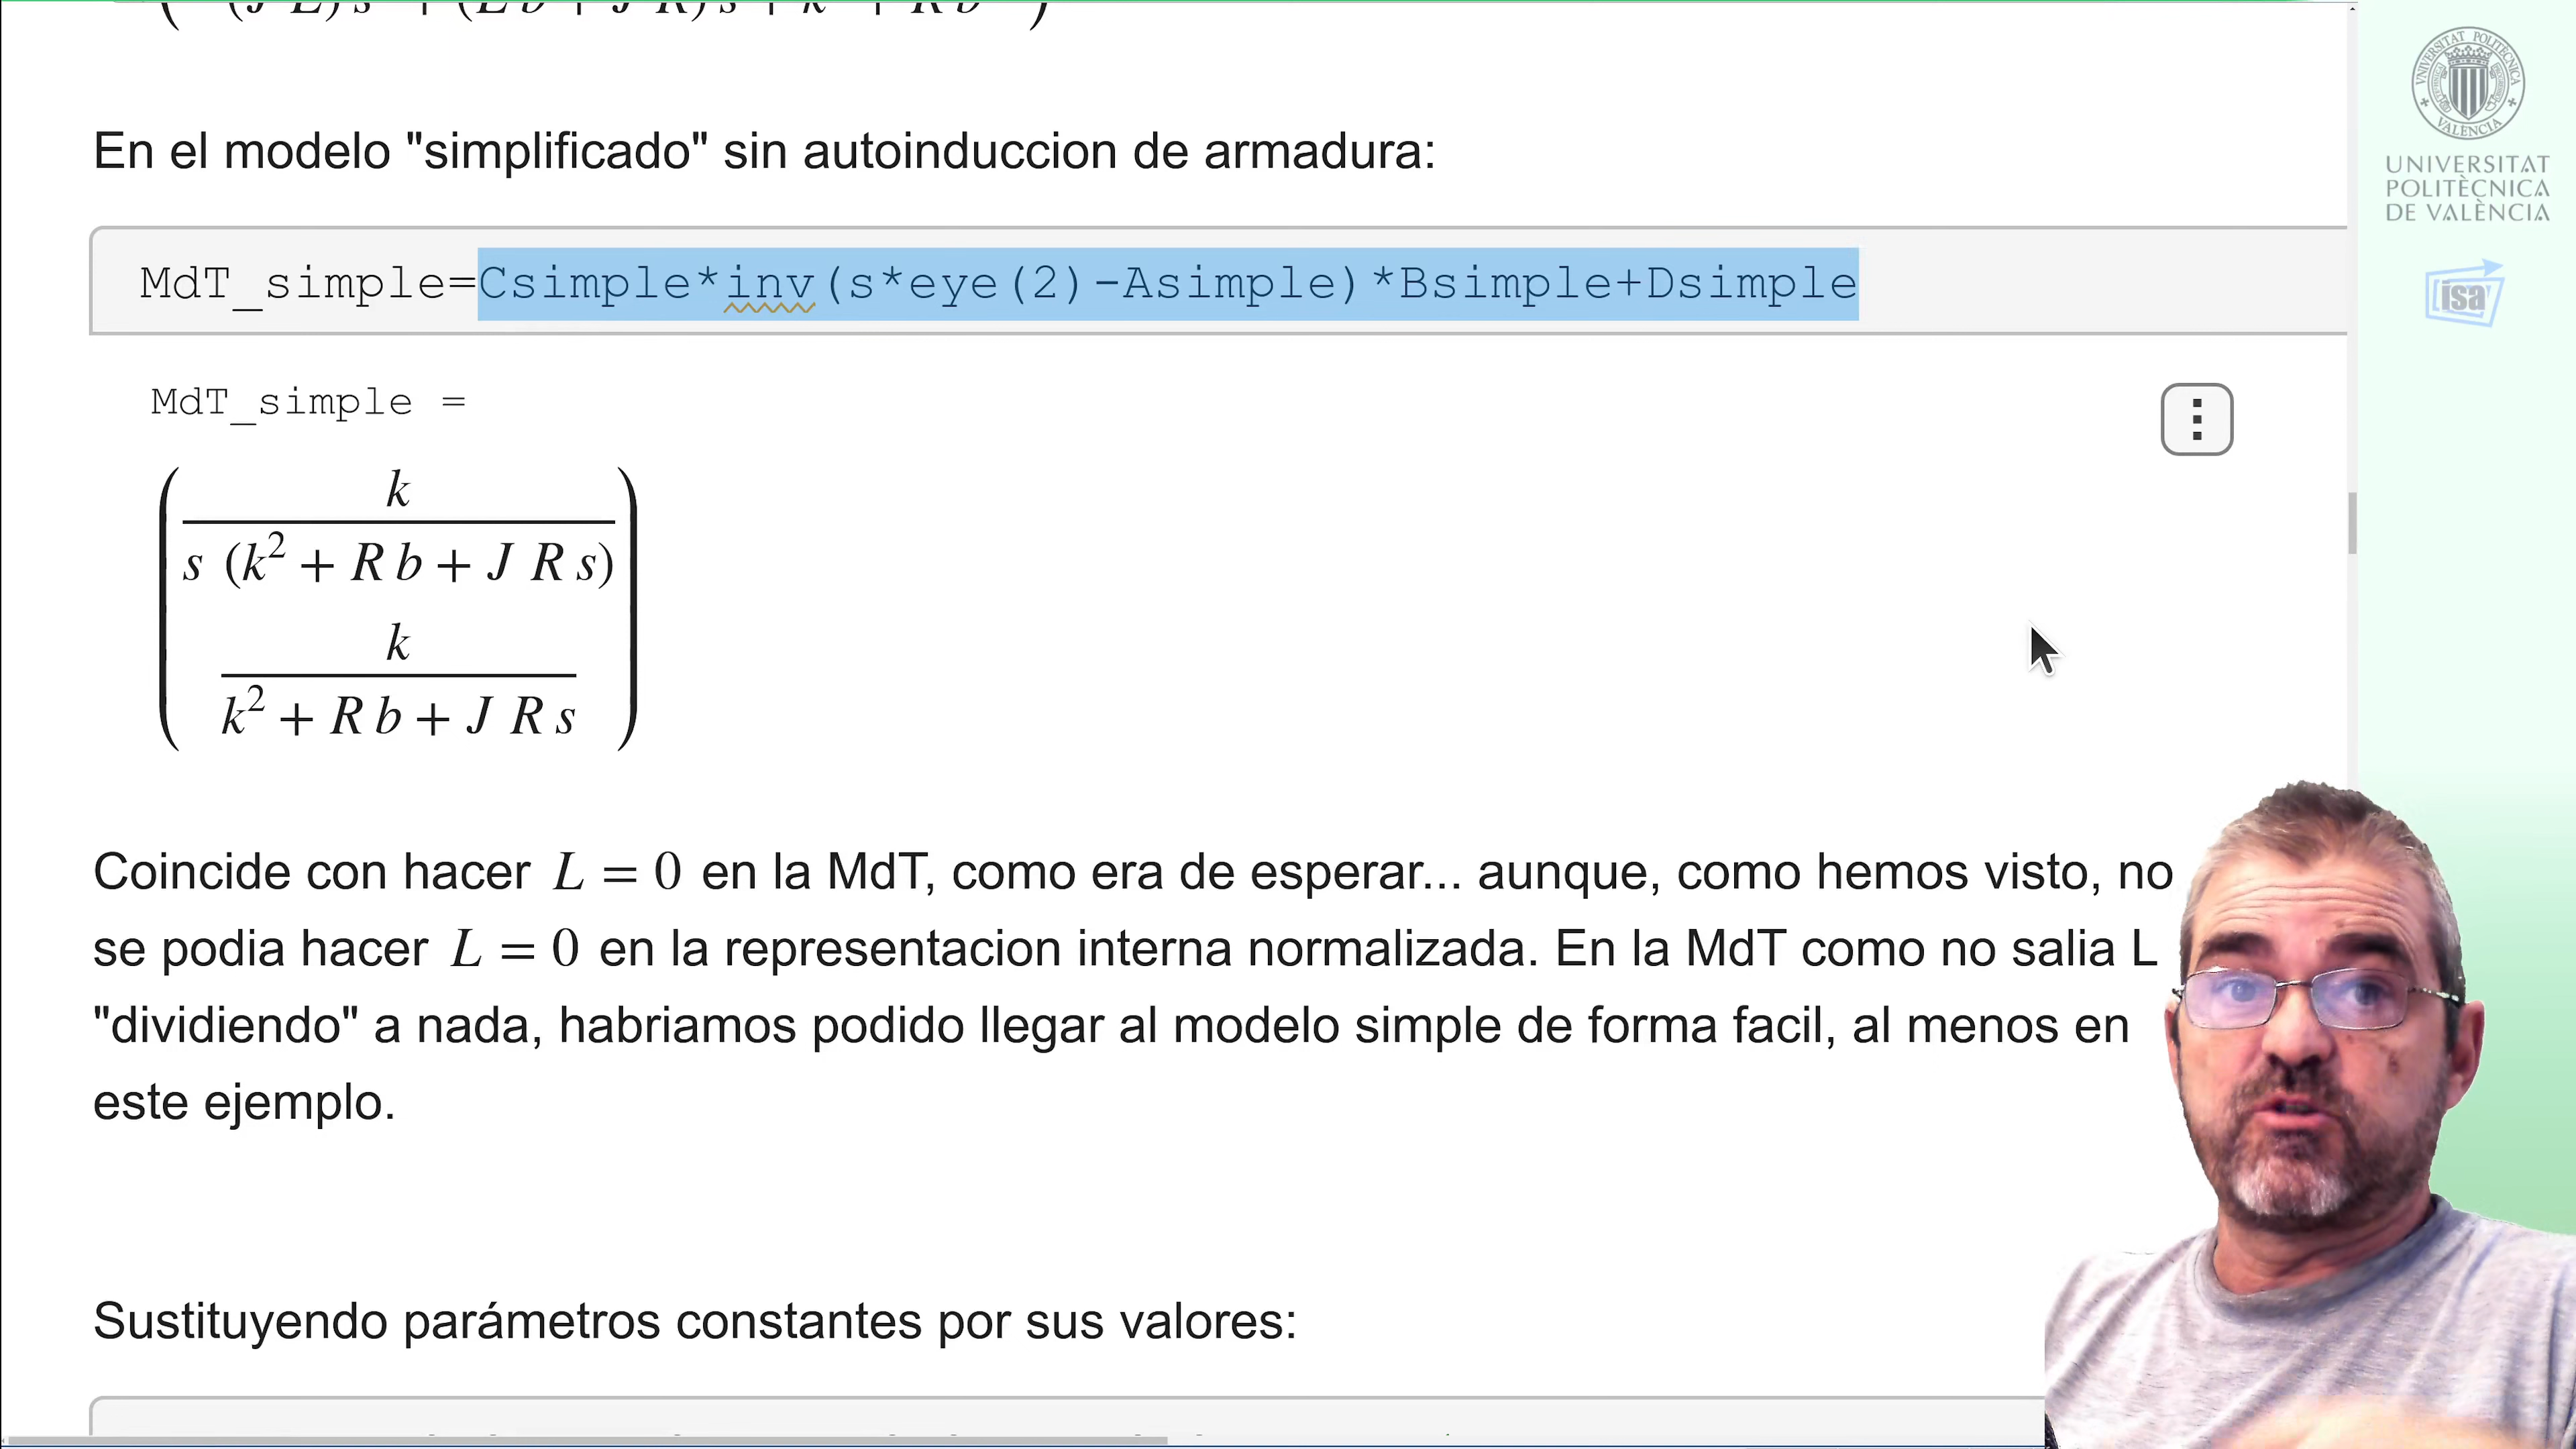 (J L) s + (L b + J R) s + k + R b
En el modelo "simplificado" sin autoinduccion de armadura:
MdT_simple=Csimple*inv(s*eye(2)-Asimple)*Bsimple+Dsimple
MdT_simple =
k
s (k² + R b + J R s)
k
k² + R b + J R s
Coincide con hacer L = 0 en la MdT, como era de esperar... aunque, como hemos visto, no
se podia hacer L = 0 en la representacion interna normalizada. En la MdT como no salia L
"dividiendo" a nada, habriamos podido llegar al modelo simple de forma facil, al menos en
este ejemplo.
Sustituyendo parámetros constantes por sus valores:
UNIVERSITAT POLITÈCNICA
VALÈNCIA
UNIVERSITAT
POLITÈCNICA
DE VALÈNCIA
isa